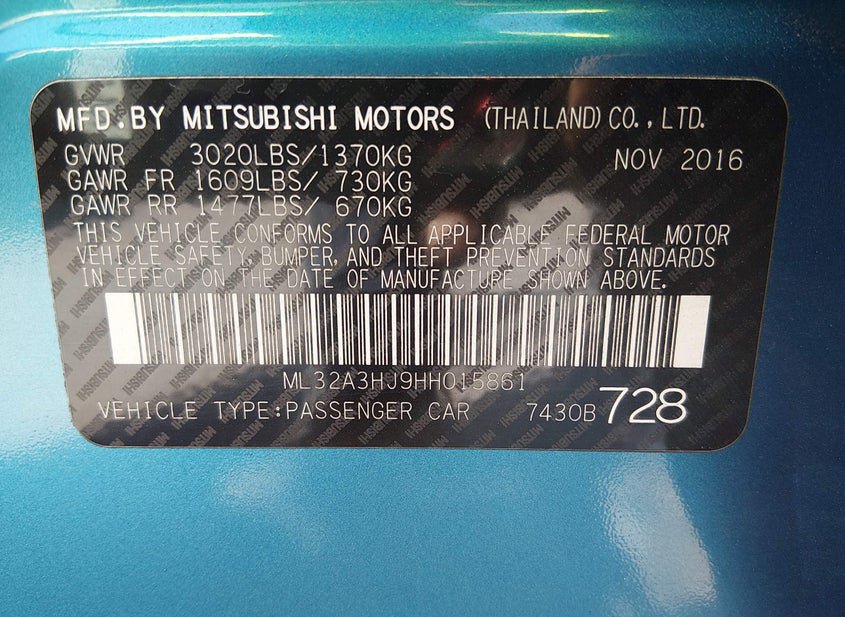 MFD.BY MITSUBISHI MOTORS (THAILAND) CO.,LTD.
GVWR 3020LBS/1370KG NOV 2016
GAWR FR 1609LBS/ 730KG
GAWR RR 1477LBS/ 670KG
THIS VEHICLE CONFORMS TO ALL APPLICABLE FEDERAL MOTOR
VEHICLE SAFETY, BUMPER, AND THEFT PREVENTION STANDARDS
IN EFFECT ON THE DATE OF MANUFACTURE SHOWN ABOVE.
ML32A3HJ9HH015861
VEHICLE TYPE:PASSENGER CAR 7430B 728